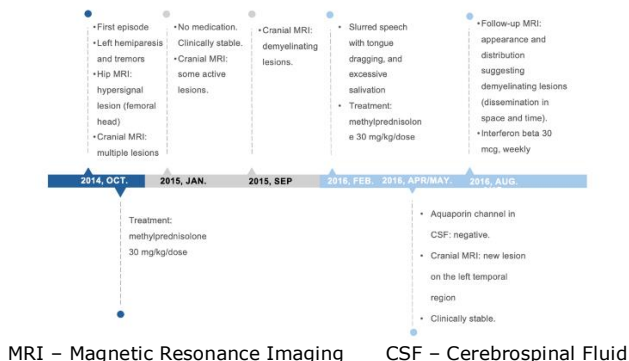 •First episode
•Left hemiparesis
and tremors
•Hip MRI:
hypersignal
lesion (femoral
head)
•Cranial MRI:
multiple lesions
•No medication.
Clinically stable.
•Cranial MRI:
some active
lesions.
•Cranial MRI:
demyelinating
lesions.
• Slurred speech
with tongue
dragging, and
excessive
salivation
• Treatment:
methylprednisolon
e 30 mg/kg/dose
•Follow-up MRI:
appearance and
distribution
suggesting
demyelinating lesions
(dissemination in
space and time).
•Interferon beta 30
mcg, weekly
2014, OCT. 2015, JAN. 2015, SEP 2016, FEB. 2016, APR/MAY. 2016, AUG.
Treatment:
methylprednisolone
30 mg/kg/dose
• Aquaporin channel in
CSF: negative.
• Cranial MRI: new lesion
on the left temporal
region
• Clinically stable.
MRI – Magnetic Resonance Imaging CSF – Cerebrospinal Fluid